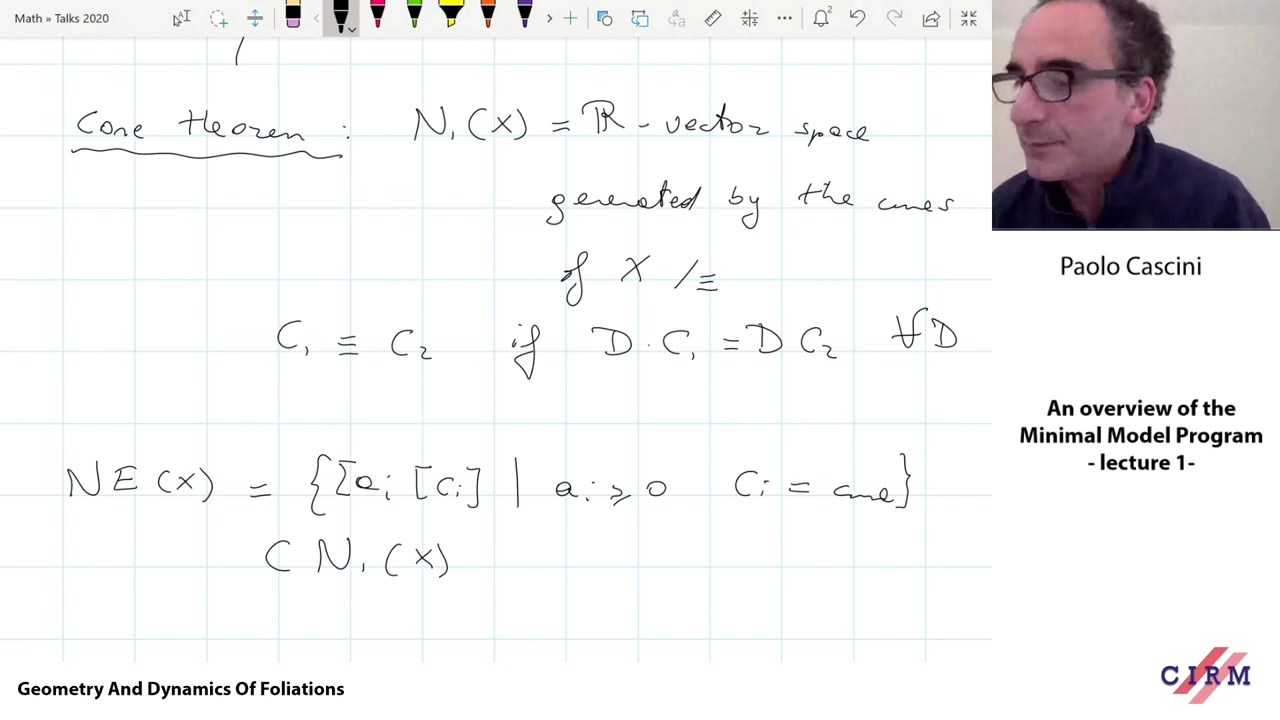 Math » Talks 2020
Cone theorem : N₁(X) = ℝ - vector space
generated by the curves
of X /≡
C₁ ≡ C₂ if D · C₁ = D C₂ ∀D
NE(X) = {Σaᵢ [Cᵢ] | aᵢ ≥ 0 Cᵢ = curve}
⊂ N₁(X)
Paolo Cascini
An overview of the
Minimal Model Program
- lecture 1-
Geometry And Dynamics Of Foliations
CIRM